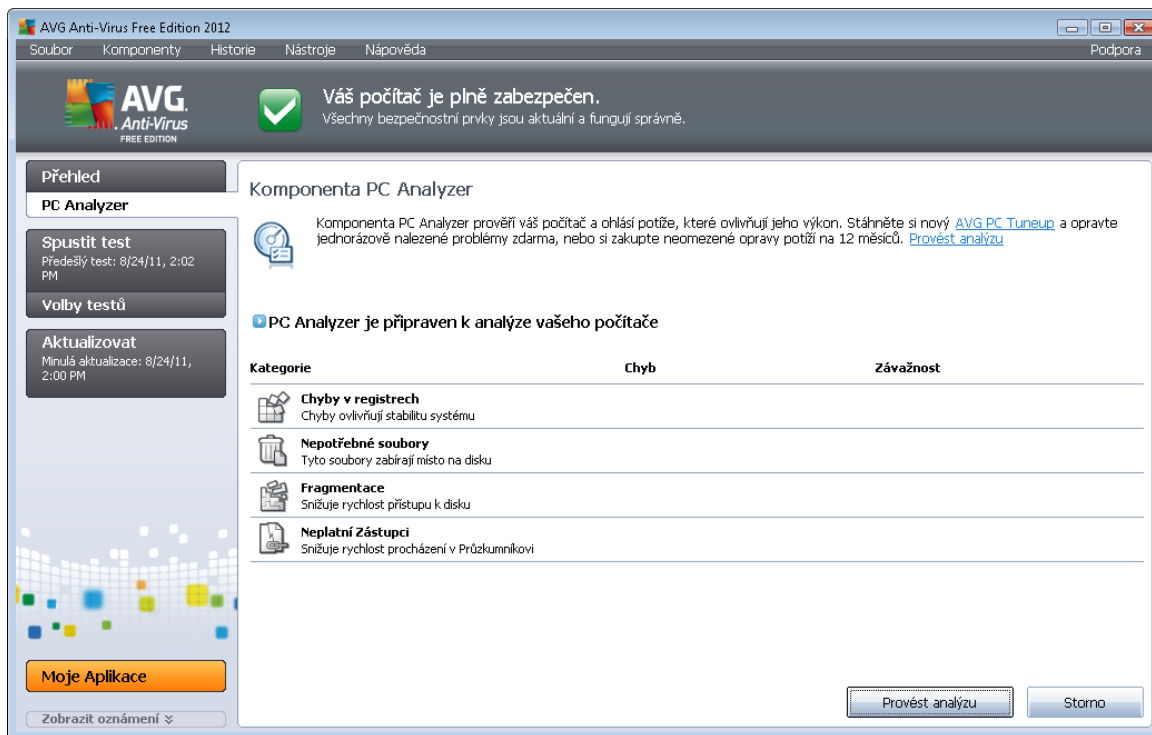 AVG Anti-Virus Free Edition 2012
Soubor Komponenty Historie Nástroje Nápověda Podpora
AVG.
Anti-Virus
FREE EDITION
Váš počítač je plně zabezpečen.
Všechny bezpečnostní prvky jsou aktuální a fungují správně.
Přehled
PC Analyzer
Spustit test
Předešlý test: 8/24/11, 2:02
PM
Volby testů
Aktualizovat
Minulá aktualizace: 8/24/11,
2:00 PM
Moje Aplikace
Zobrazit oznámení
Komponenta PC Analyzer
Komponenta PC Analyzer prověří váš počítač a ohlásí potíže, které ovlivňují jeho výkon. Stáhněte si nový AVG PC Tuneup a opravte
jednorázově nalezené problémy zdarma, nebo si zakupte neomezené opravy potíží na 12 měsíců. Provést analýzu
PC Analyzer je připraven k analýze vašeho počítače
Kategorie Chyb Závažnost
Chyby v registrech
Chyby ovlivňují stabilitu systému
Nepotřebné soubory
Tyto soubory zabírají místo na disku
Fragmentace
Snižuje rychlost přístupu k disku
Neplatní Zástupci
Snižuje rychlost procházení v Průzkumníkovi
Provést analýzu Storno